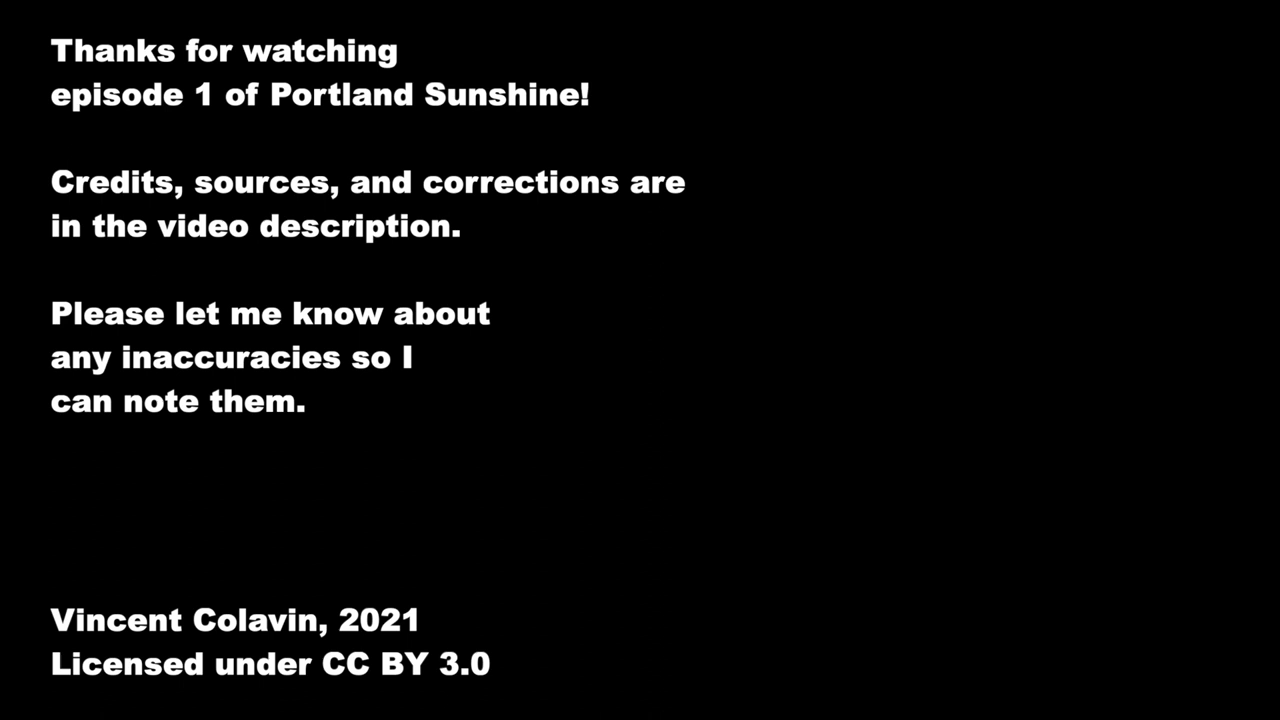 Thanks for watching
episode 1 of Portland Sunshine!
Credits, sources, and corrections are
in the video description.
Please let me know about
any inaccuracies so I
can note them.
Vincent Colavin, 2021
Licensed under CC BY 3.0